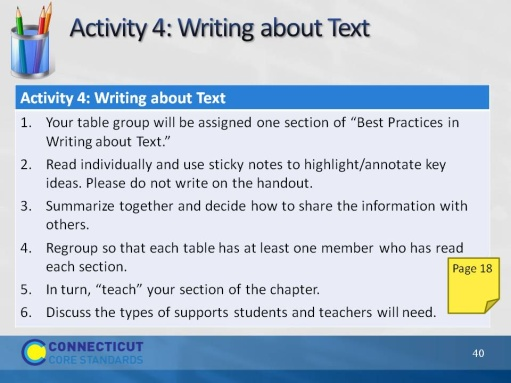 Activity 4: Writing about Text
Activity 4: Writing about Text
1. Your table group will be assigned one section of “Best Practices in
Writing about Text.”
2. Read individually and use sticky notes to highlight/annotate key
ideas. Please do not write on the handout.
3. Summarize together and decide how to share the information with
others.
4. Regroup so that each table has at least one member who has read
each section.
5. In turn, “teach” your section of the chapter.
6. Discuss the types of supports students and teachers will need.
Page 18
CONNECTICUT
CORE STANDARDS
40